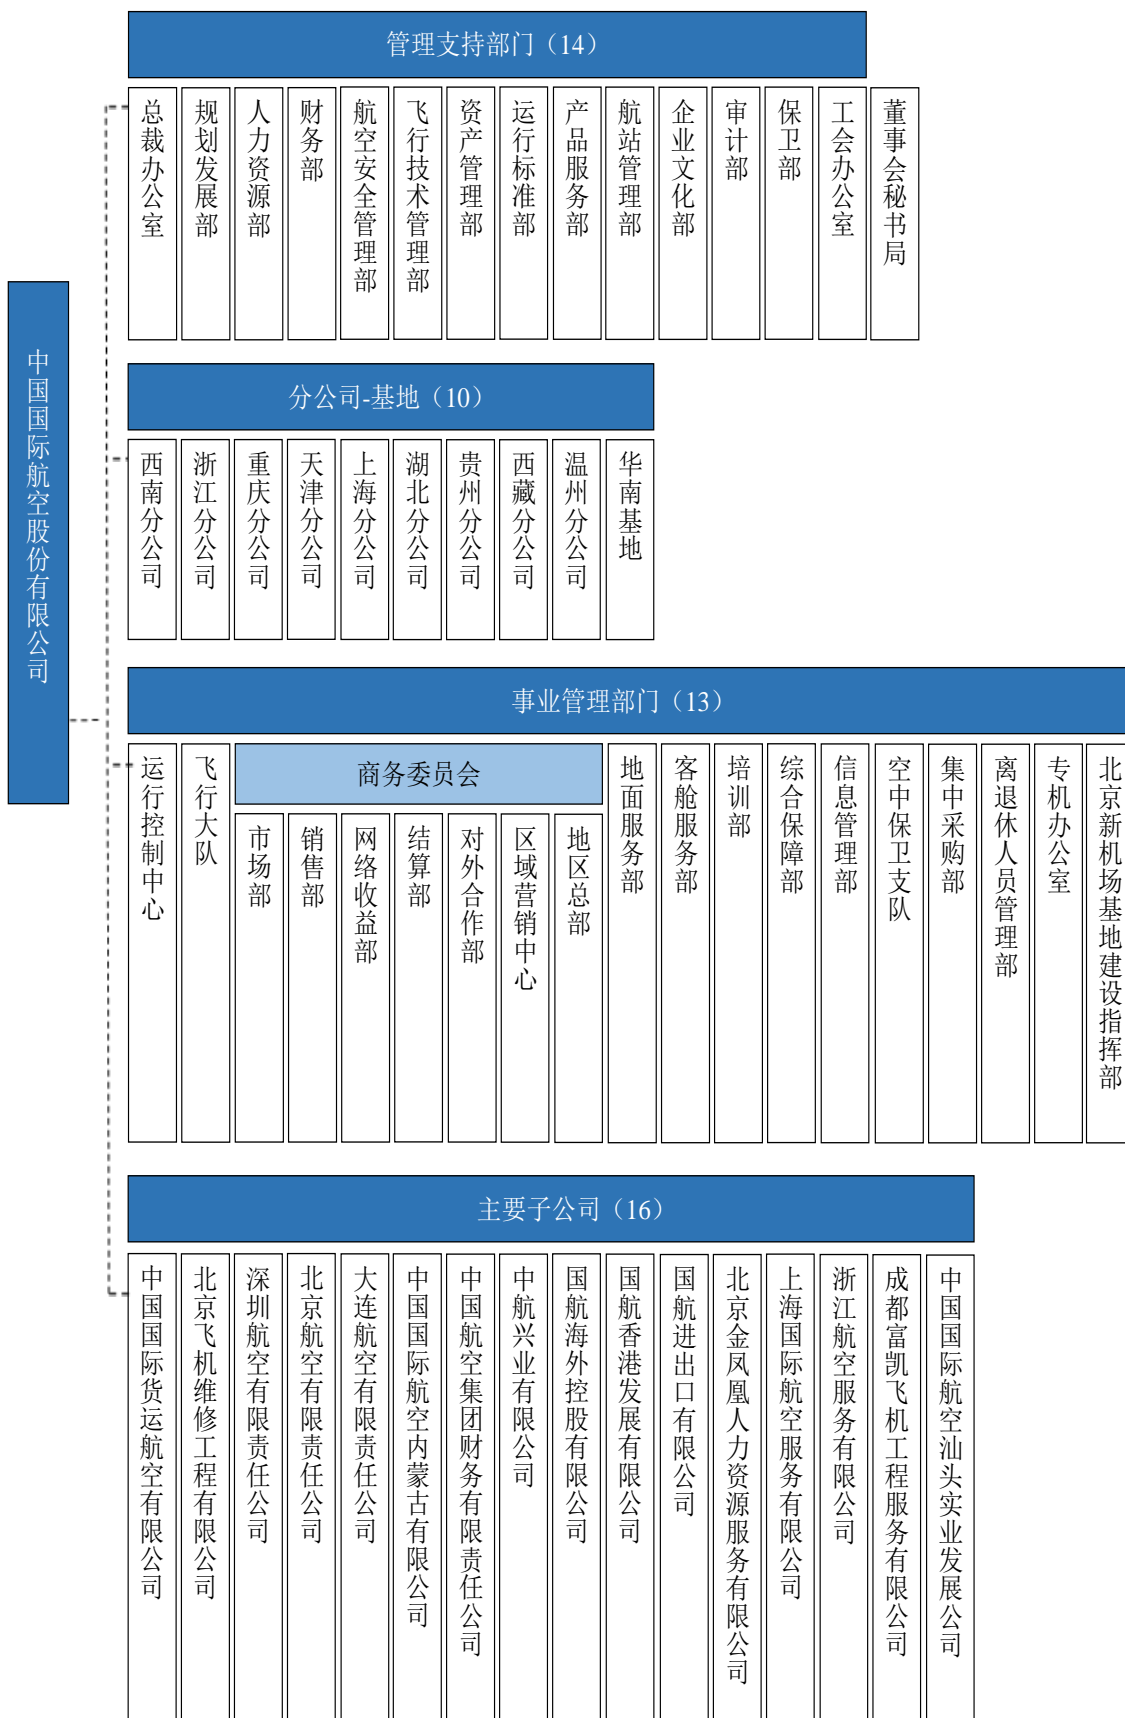 中国国际航空股份有限公司
管理支持部门（14）
总裁办公室
规划发展部
人力资源部
财务部
航空安全管理部
飞行技术管理部
资产管理部
运行标准部
产品服务部
航站管理部
企业文化部
审计部
保卫部
工会办公室
董事会秘书局
分公司-基地（10）
西南分公司
浙江分公司
重庆分公司
天津分公司
上海分公司
湖北分公司
贵州分公司
西藏分公司
温州分公司
华南基地
事业管理部门（13）
运行控制中心
飞行大队
商务委员会
市场部
销售部
网络收益部
结算部
对外合作部
区域营销中心
地区总部
地面服务部
客舱服务部
培训部
综合保障部
信息管理部
空中保卫支队
集中采购部
离退休人员管理部
专机办公室
北京新机场基地建设指挥部
主要子公司（16）
中国国际货运航空有限公司
北京飞机维修工程有限公司
深圳航空有限责任公司
北京航空有限责任公司
大连航空有限责任公司
中国国际航空内蒙古有限公司
中国航空集团财务有限责任公司
中航兴业有限公司
国航海外控股有限公司
国航香港发展有限公司
国航进出口有限公司
北京金凤凰人力资源服务有限公司
上海国际航空服务有限公司
浙江航空服务有限公司
成都富凯飞机工程服务有限公司
中国国际航空汕头实业发展公司